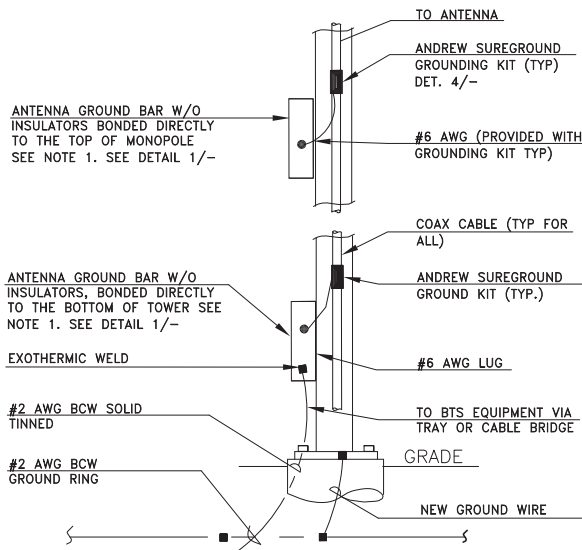 TO ANTENNA
ANDREW SUREGROUND
GROUNDING KIT (TYP)
DET. 4/-
ANTENNA GROUND BAR W/O
INSULATORS BONDED DIRECTLY
TO THE TOP OF MONOPOLE
SEE NOTE 1. SEE DETAIL 1/-
#6 AWG (PROVIDED WITH
GROUNDING KIT TYP)
COAX CABLE (TYP FOR
ALL)
ANTENNA GROUND BAR W/O
INSULATORS, BONDED DIRECTLY
TO THE BOTTOM OF TOWER SEE
NOTE 1. SEE DETAIL 1/-
ANDREW SUREGROUND
GROUND KIT (TYP.)
EXOTHERMIC WELD
#6 AWG LUG
#2 AWG BCW SOLID
TINNED
TO BTS EQUIPMENT VIA
TRAY OR CABLE BRIDGE
GRADE
#2 AWG BCW
GROUND RING
NEW GROUND WIRE